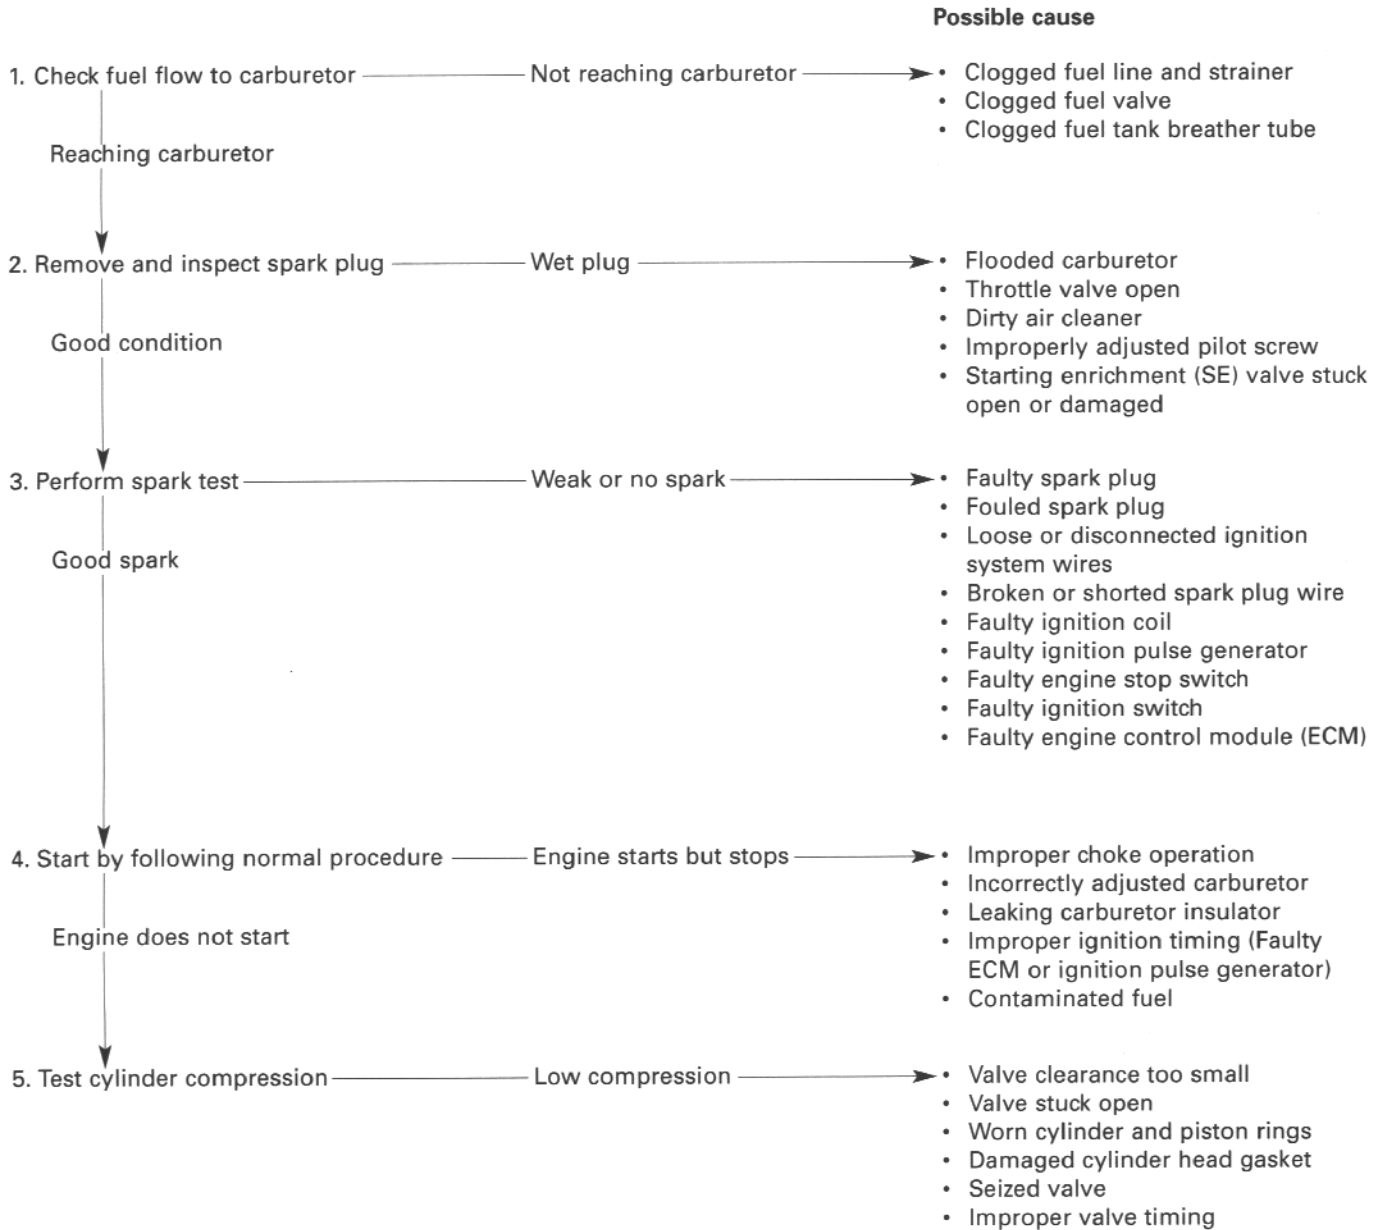 Possible cause
1. Check fuel flow to carburetor
Not reaching carburetor
• Clogged fuel line and strainer
• Clogged fuel valve
• Clogged fuel tank breather tube
Reaching carburetor
2. Remove and inspect spark plug
Wet plug
• Flooded carburetor
• Throttle valve open
• Dirty air cleaner
• Improperly adjusted pilot screw
• Starting enrichment (SE) valve stuck
open or damaged
Good condition
3. Perform spark test
Weak or no spark
• Faulty spark plug
• Fouled spark plug
• Loose or disconnected ignition
system wires
• Broken or shorted spark plug wire
• Faulty ignition coil
• Faulty ignition pulse generator
• Faulty engine stop switch
• Faulty ignition switch
• Faulty engine control module (ECM)
Good spark
4. Start by following normal procedure
Engine starts but stops
• Improper choke operation
• Incorrectly adjusted carburetor
• Leaking carburetor insulator
• Improper ignition timing (Faulty
ECM or ignition pulse generator)
• Contaminated fuel
Engine does not start
5. Test cylinder compression
Low compression
• Valve clearance too small
• Valve stuck open
• Worn cylinder and piston rings
• Damaged cylinder head gasket
• Seized valve
• Improper valve timing